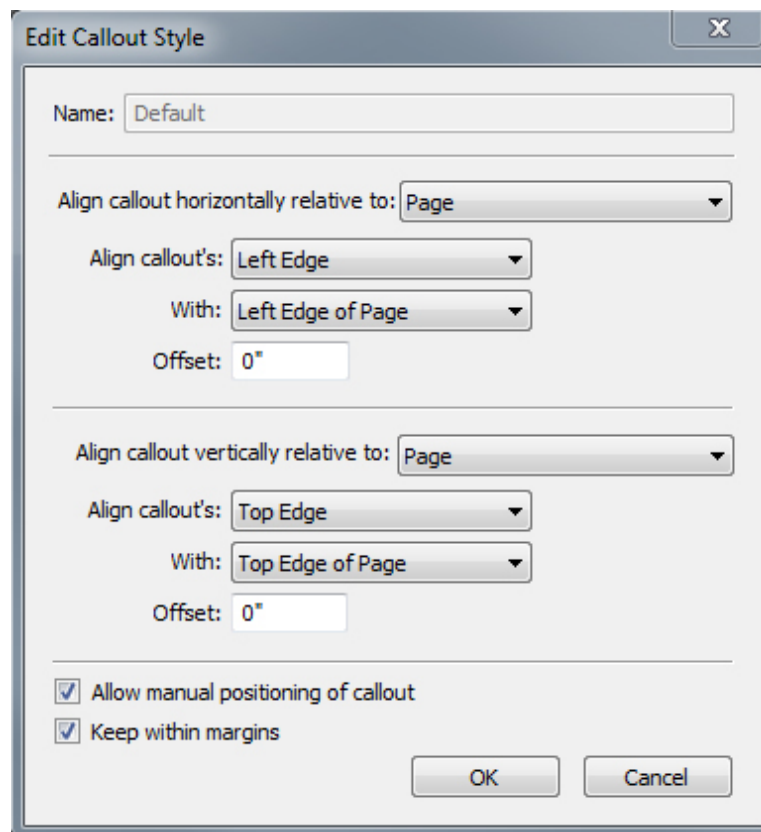 Edit Callout Style
Name: Default
Align callout horizontally relative to: Page
Align callout's: Left Edge
With: Left Edge of Page
Offset: 0"
Align callout vertically relative to: Page
Align callout's: Top Edge
With: Top Edge of Page
Offset: 0"
Allow manual positioning of callout
Keep within margins
OK Cancel